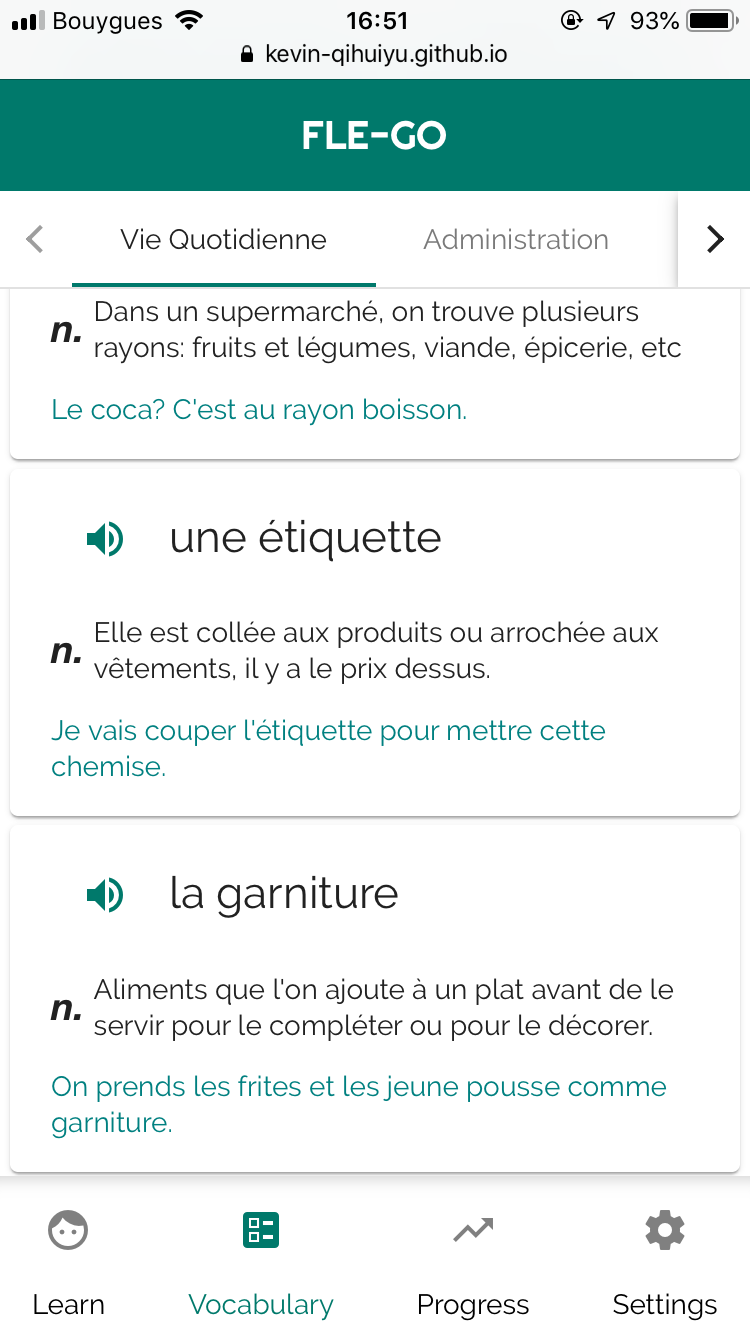 Bouygues 16:51 93%
kevin-qihuiyu.github.io
FLE-GO
Vie Quotidienne Administration
n. Dans un supermarché, on trouve plusieurs
rayons: fruits et légumes, viande, épicerie, etc
Le coca? C'est au rayon boisson.
une étiquette
n. Elle est collée aux produits ou arrochée aux
vêtements, il y a le prix dessus.
Je vais couper l'étiquette pour mettre cette
chemise.
la garniture
n. Aliments que l'on ajoute à un plat avant de le
servir pour le compléter ou pour le décorer.
On prends les frites et les jeune pousse comme
garniture.
Learn Vocabulary Progress Settings